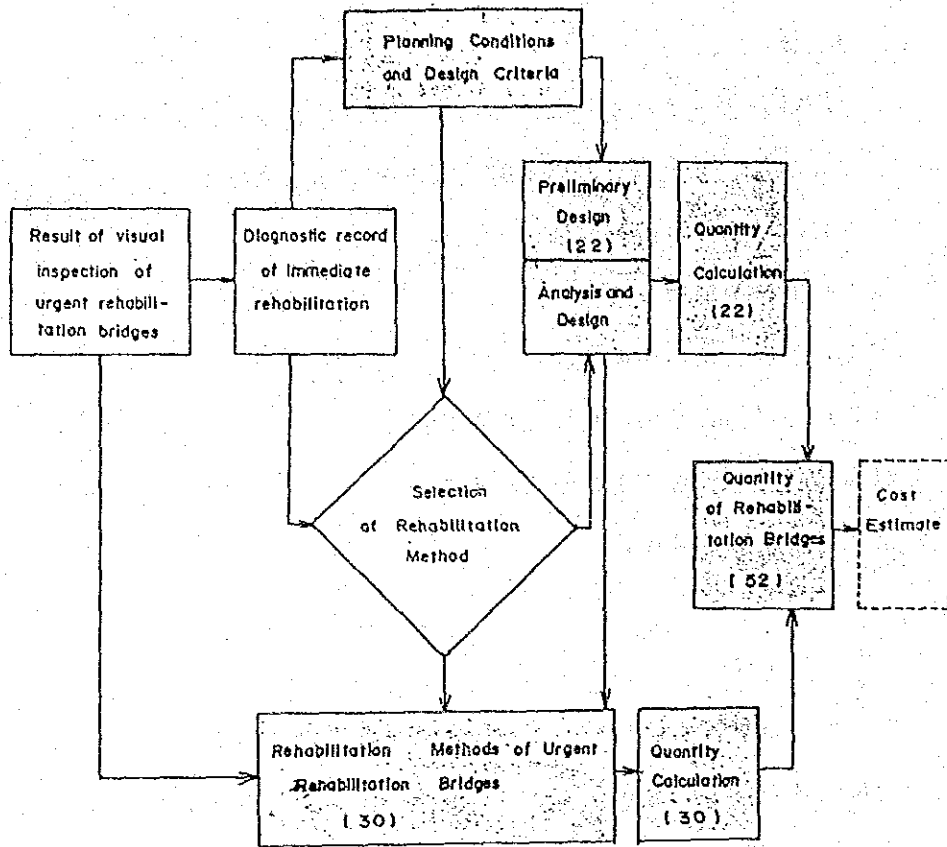 Planning Conditions
and Design Criteria
Result of visual
inspection of
urgent rehabili-
tation bridges
Diagnostic record
of Immediate
rehabilitation
Preliminary
Design
(22)
Analysis and
Design
Quantity
Calculation
(22)
Selection
of Rehabilitation
Method
Quantity
of Rehabili-
tation Bridges
(52)
Cost
Estimate
Rehabilitation Methods of Urgent
Rehabilitation Bridges
(30)
Quantity
Calculation
(30)